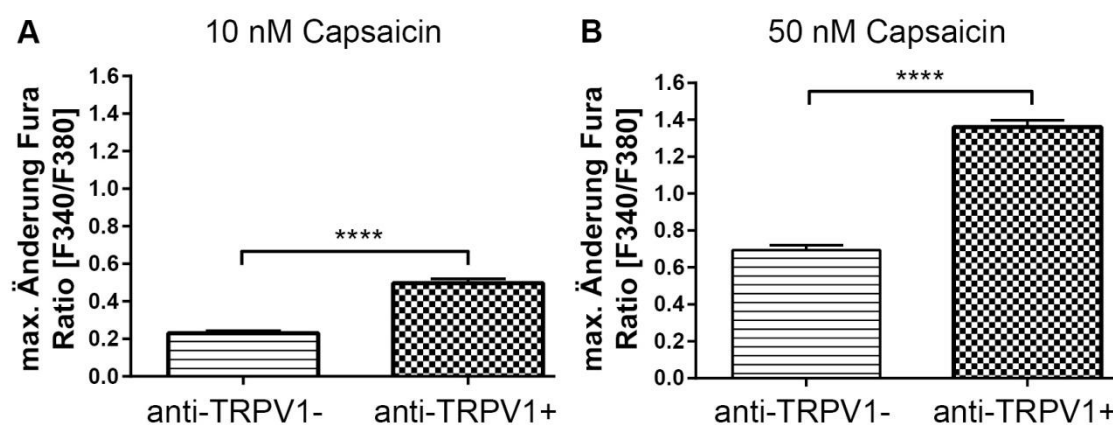 A
10 nM Capsaicin
max. Änderung Fura
Ratio [F340/F380]
1.6
1.4
1.2
1.0
0.8
0.6
0.4
0.2
0.0
****
anti-TRPV1-
anti-TRPV1+
B
50 nM Capsaicin
max. Änderung Fura
Ratio [F340/F380]
1.6
1.4
1.2
1.0
0.8
0.6
0.4
0.2
0.0
****
anti-TRPV1-
anti-TRPV1+